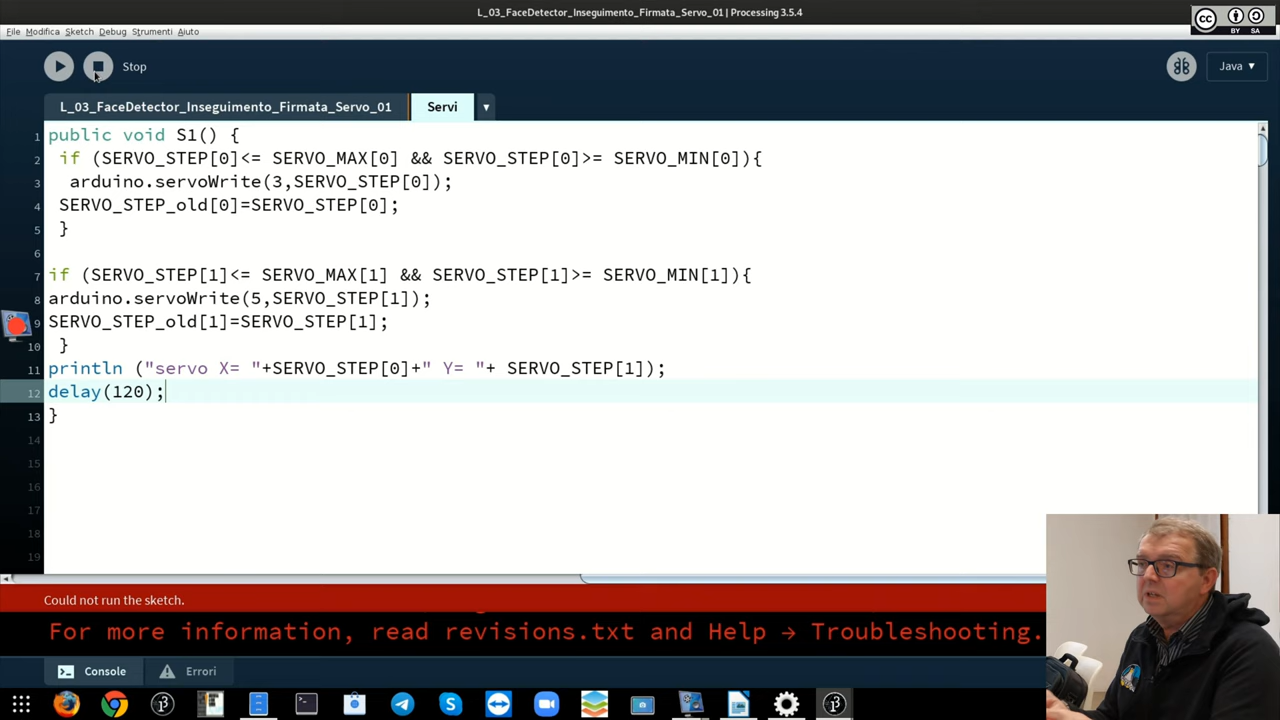 L_03_FaceDetector_Inseguimento_Firmata_Servo_01 | Processing 3.5.4
File Modifica Sketch Debug Strumenti Aiuto
cc BY SA
Stop
Java ▾
L_03_FaceDetector_Inseguimento_Firmata_Servo_01 Servi ▾
1 public void S1() {
2 if (SERVO_STEP[0]<= SERVO_MAX[0] && SERVO_STEP[0]>= SERVO_MIN[0]){
3 arduino.servoWrite(3,SERVO_STEP[0]);
4 SERVO_STEP_old[0]=SERVO_STEP[0];
5 }
6
7 if (SERVO_STEP[1]<= SERVO_MAX[1] && SERVO_STEP[1]>= SERVO_MIN[1]){
8 arduino.servoWrite(5,SERVO_STEP[1]);
9 SERVO_STEP_old[1]=SERVO_STEP[1];
10 }
11 println ("servo X= "+SERVO_STEP[0]+" Y= "+ SERVO_STEP[1]);
12 delay(120);
13 }
14
15
16
17
18
19
Could not run the sketch.
For more information, read revisions.txt and Help → Troubleshooting.
Console Errori